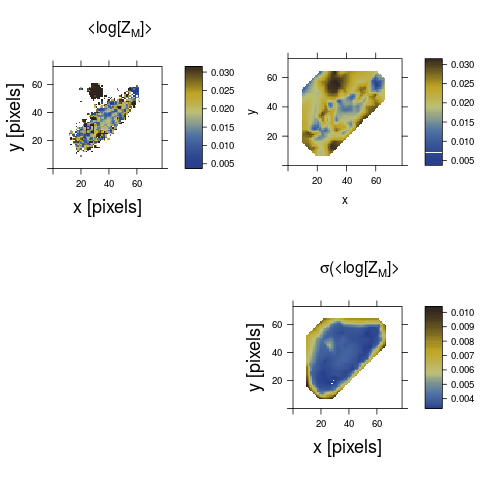 <log[Z_M]>
60
40
20
20 40 60
x [pixels]
y [pixels]
0.030
0.025
0.020
0.015
0.010
0.005
60
40
20
20 40 60
x
y
0.030
0.025
0.020
0.015
0.010
0.005
σ(<log[Z_M]>
60
40
20
20 40 60
x [pixels]
y [pixels]
0.010
0.009
0.008
0.007
0.006
0.005
0.004